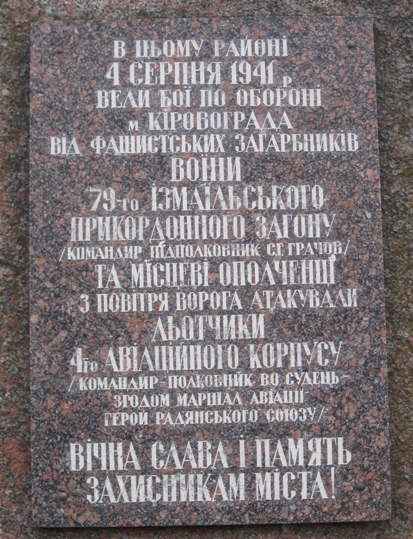 В ЦЬОМУ РАЙОНІ
4 СЕРПНЯ 1941 р
ВЕЛИ БОЇ ПО ОБОРОНІ
м КІРОВОГРАДА
ВІД ФАШИСТСЬКИХ ЗАГАРБНИКІВ
ВОЇНИ
79-го ІЗМАЇЛЬСЬКОГО
ПРИКОРДОННОГО ЗАГОНУ
/КОМАНДИР ПІДПОЛКОВНИК С.Г.ГРАЧОВ/
ТА МІСЦЕВІ ОПОЛЧЕНЦІ
З ПОВІТРЯ ВОРОГА АТАКУВАЛИ
ЛЬОТЧИКИ
4го АВІАЦІЙНОГО КОРПУСУ
/КОМАНДИР-ПОЛКОВНИК ВО СУДЕЦЬ-
ЗГОДОМ МАРШАЛ АВІАЦІЇ
ГЕРОЙ РАДЯНСЬКОГО СОЮЗУ/
ВІЧНА СЛАВА І ПАМ'ЯТЬ
ЗАХИСНИКАМ МІСТА!